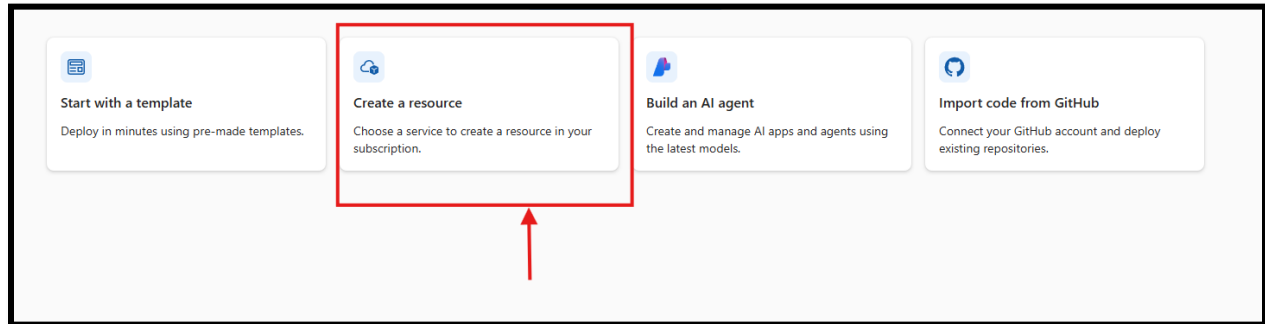 Start with a template
Deploy in minutes using pre-made templates.
Create a resource
Choose a service to create a resource in your
subscription.
Build an AI agent
Create and manage AI apps and agents using
the latest models.
Import code from GitHub
Connect your GitHub account and deploy
existing repositories.